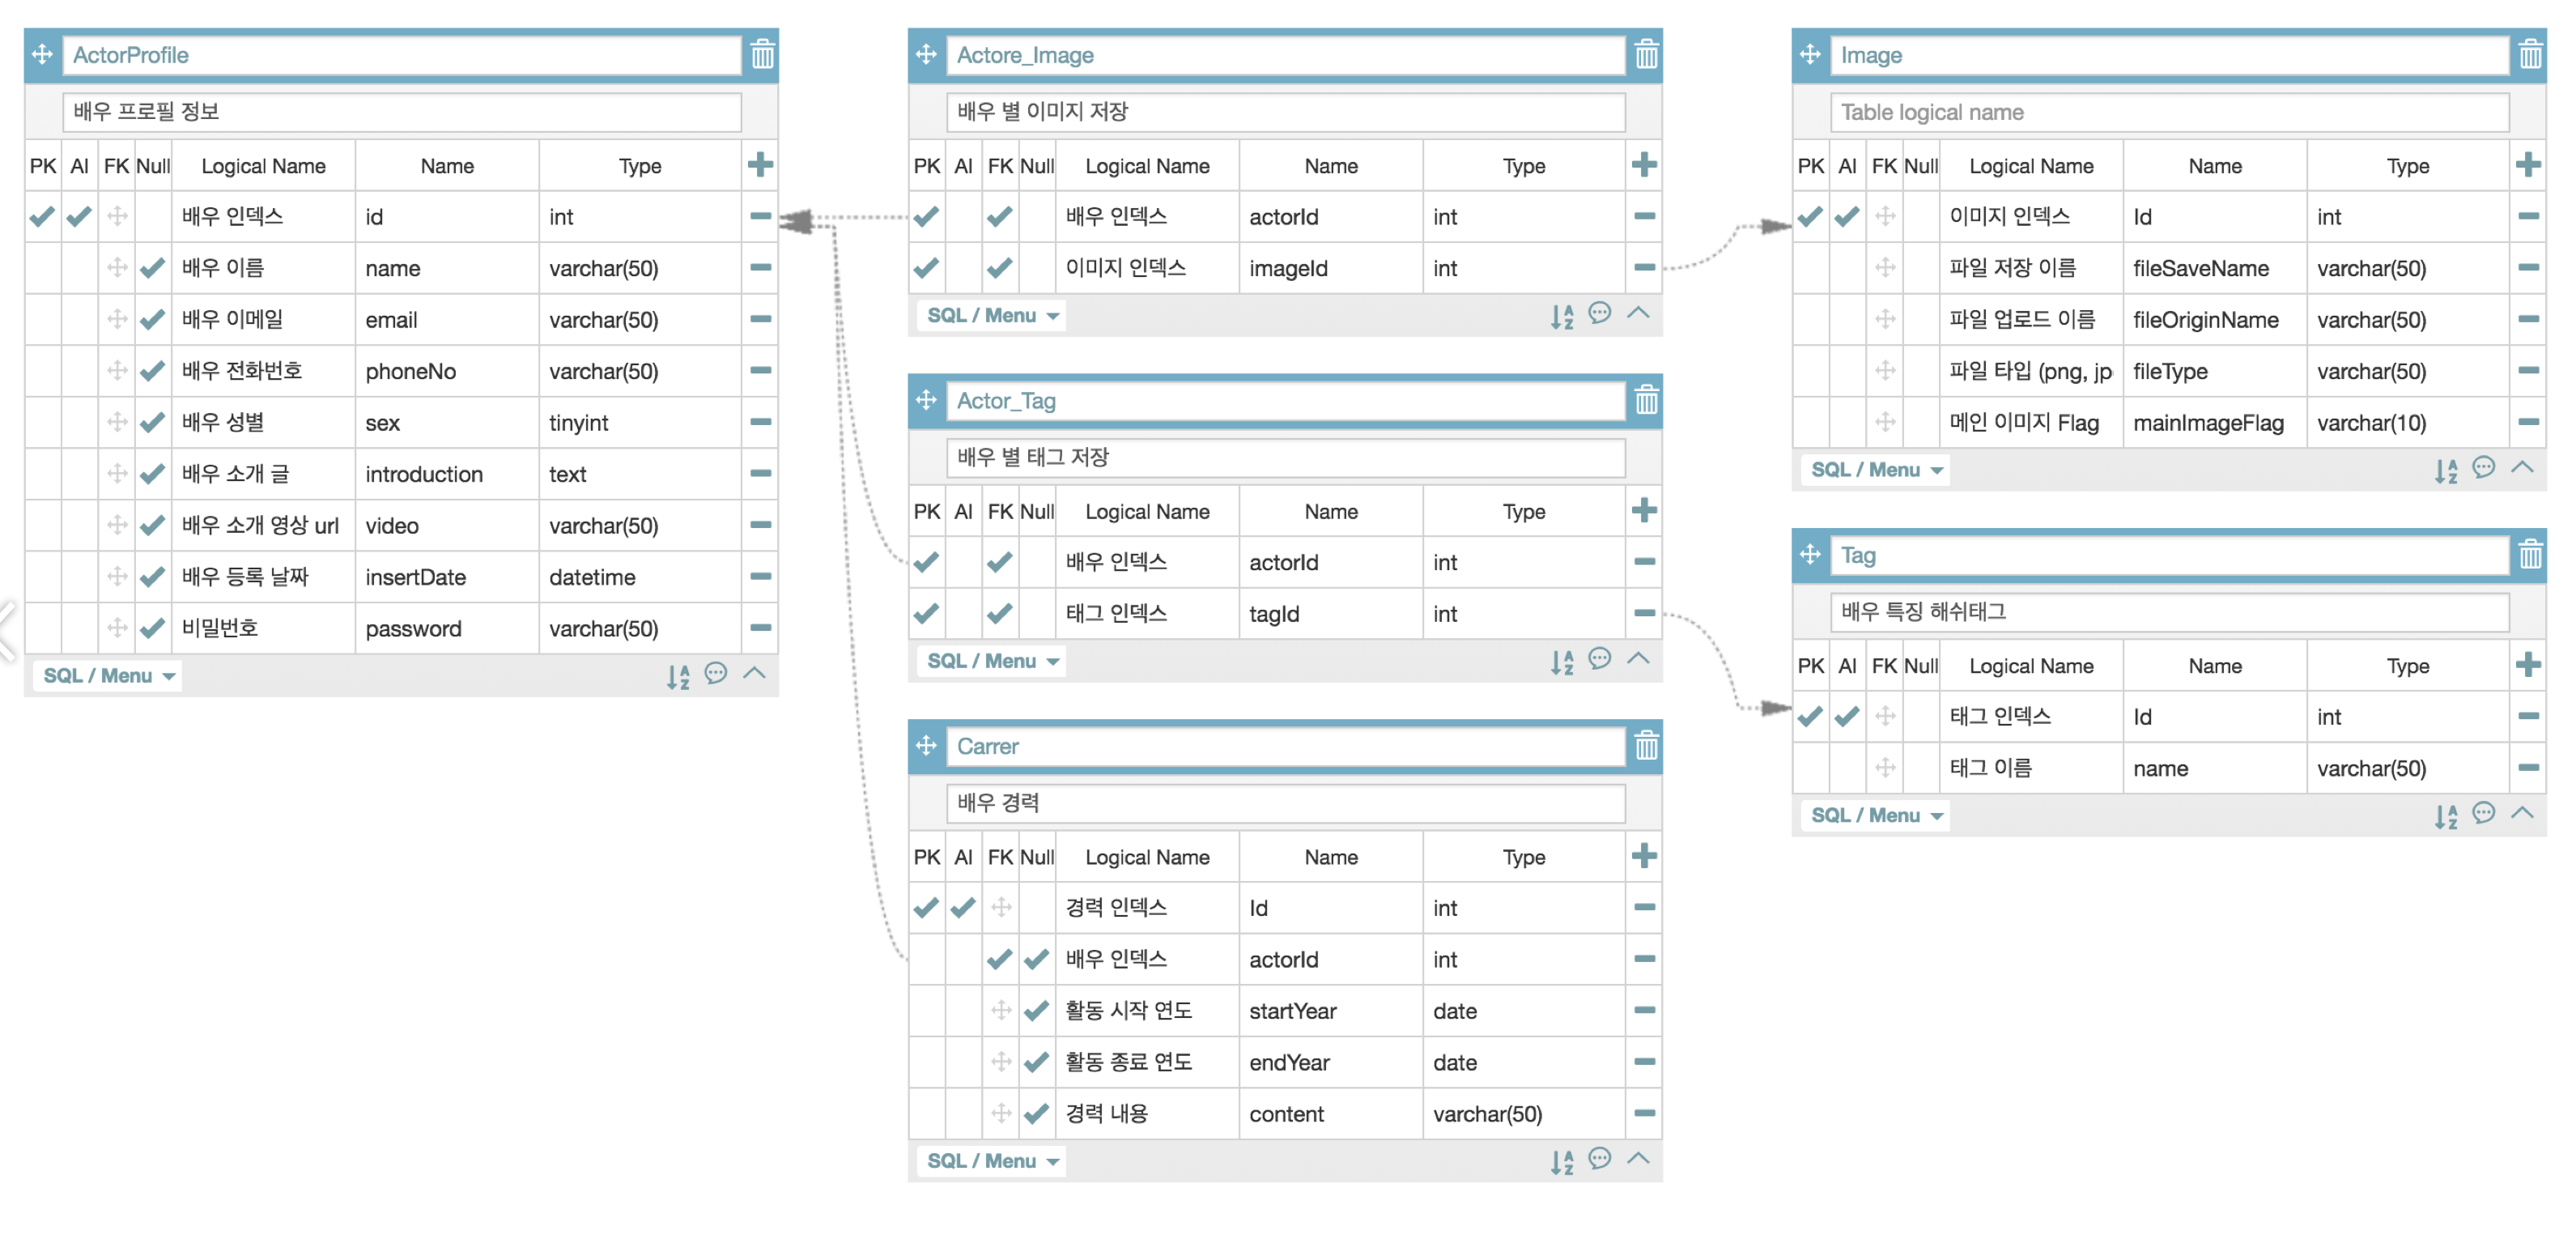 ActorProfile
배우 프로필 정보
PK AI FK Null Logical Name Name Type
배우 인덱스 id int
배우 이름 name varchar(50)
배우 이메일 email varchar(50)
배우 전화번호 phoneNo varchar(50)
배우 성별 sex tinyint
배우 소개 글 introduction text
배우 소개 영상 url video varchar(50)
배우 등록 날짜 insertDate datetime
비밀번호 password varchar(50)
SQL / Menu
Actore_Image
배우 별 이미지 저장
PK AI FK Null Logical Name Name Type
배우 인덱스 actorId int
이미지 인덱스 imageId int
SQL / Menu
Actor_Tag
배우 별 태그 저장
PK AI FK Null Logical Name Name Type
배우 인덱스 actorId int
태그 인덱스 tagId int
SQL / Menu
Carrer
배우 경력
PK AI FK Null Logical Name Name Type
경력 인덱스 Id int
배우 인덱스 actorId int
활동 시작 연도 startYear date
활동 종료 연도 endYear date
경력 내용 content varchar(50)
SQL / Menu
Image
Table logical name
PK AI FK Null Logical Name Name Type
이미지 인덱스 Id int
파일 저장 이름 fileSaveName varchar(50)
파일 업로드 이름 fileOriginName varchar(50)
파일 타입 (png, jp fileType varchar(50)
메인 이미지 Flag mainImageFlag varchar(10)
SQL / Menu
Tag
배우 특징 해쉬태그
PK AI FK Null Logical Name Name Type
태그 인덱스 Id int
태그 이름 name varchar(50)
SQL / Menu